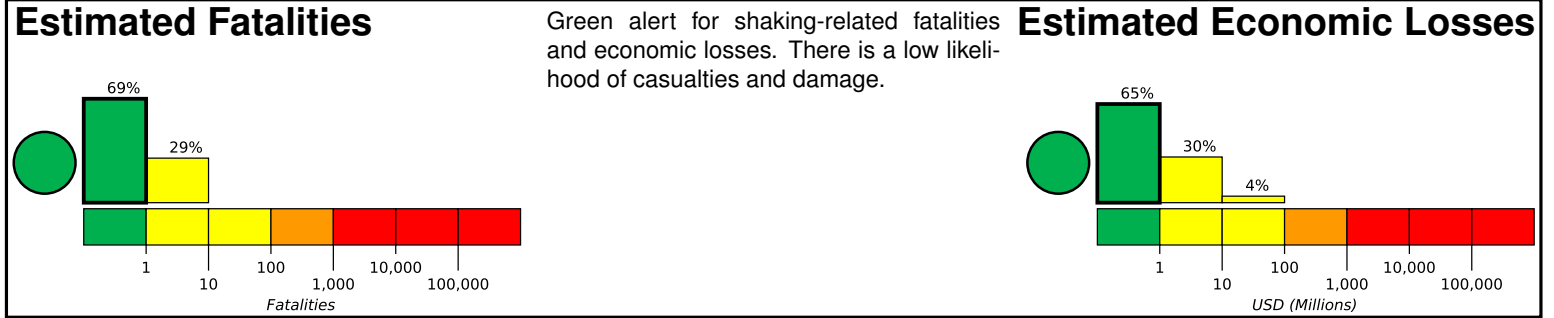 Estimated Fatalities
69%
29%
1
10
100
1,000
10,000
100,000
Fatalities
Green alert for shaking-related fatalities
and economic losses. There is a low likeli-
hood of casualties and damage.
Estimated Economic Losses
65%
30%
4%
1
10
100
1,000
10,000
100,000
USD (Millions)